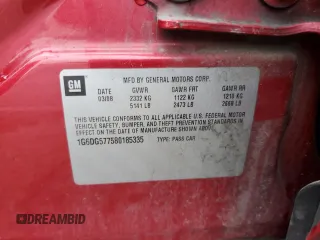 GM
MFD BY GENERAL MOTORS CORP.
DATE GVWR GAWR FRT GAWR RR
03/08 2332 KG 1122 KG 1210 KG
5141 LB 2473 LB 2668 LB
THIS VEHICLE CONFORMS TO ALL APPLICABLE U.S. FEDERAL MOTOR
VEHICLE SAFETY, BUMPER, AND THEFT PREVENTION STANDARDS
IN EFFECT ON THE DATE OF MANUFACTURE SHOWN ABOVE.
1G6DG577580185335 TYPE: PASS CAR
DREAMBID